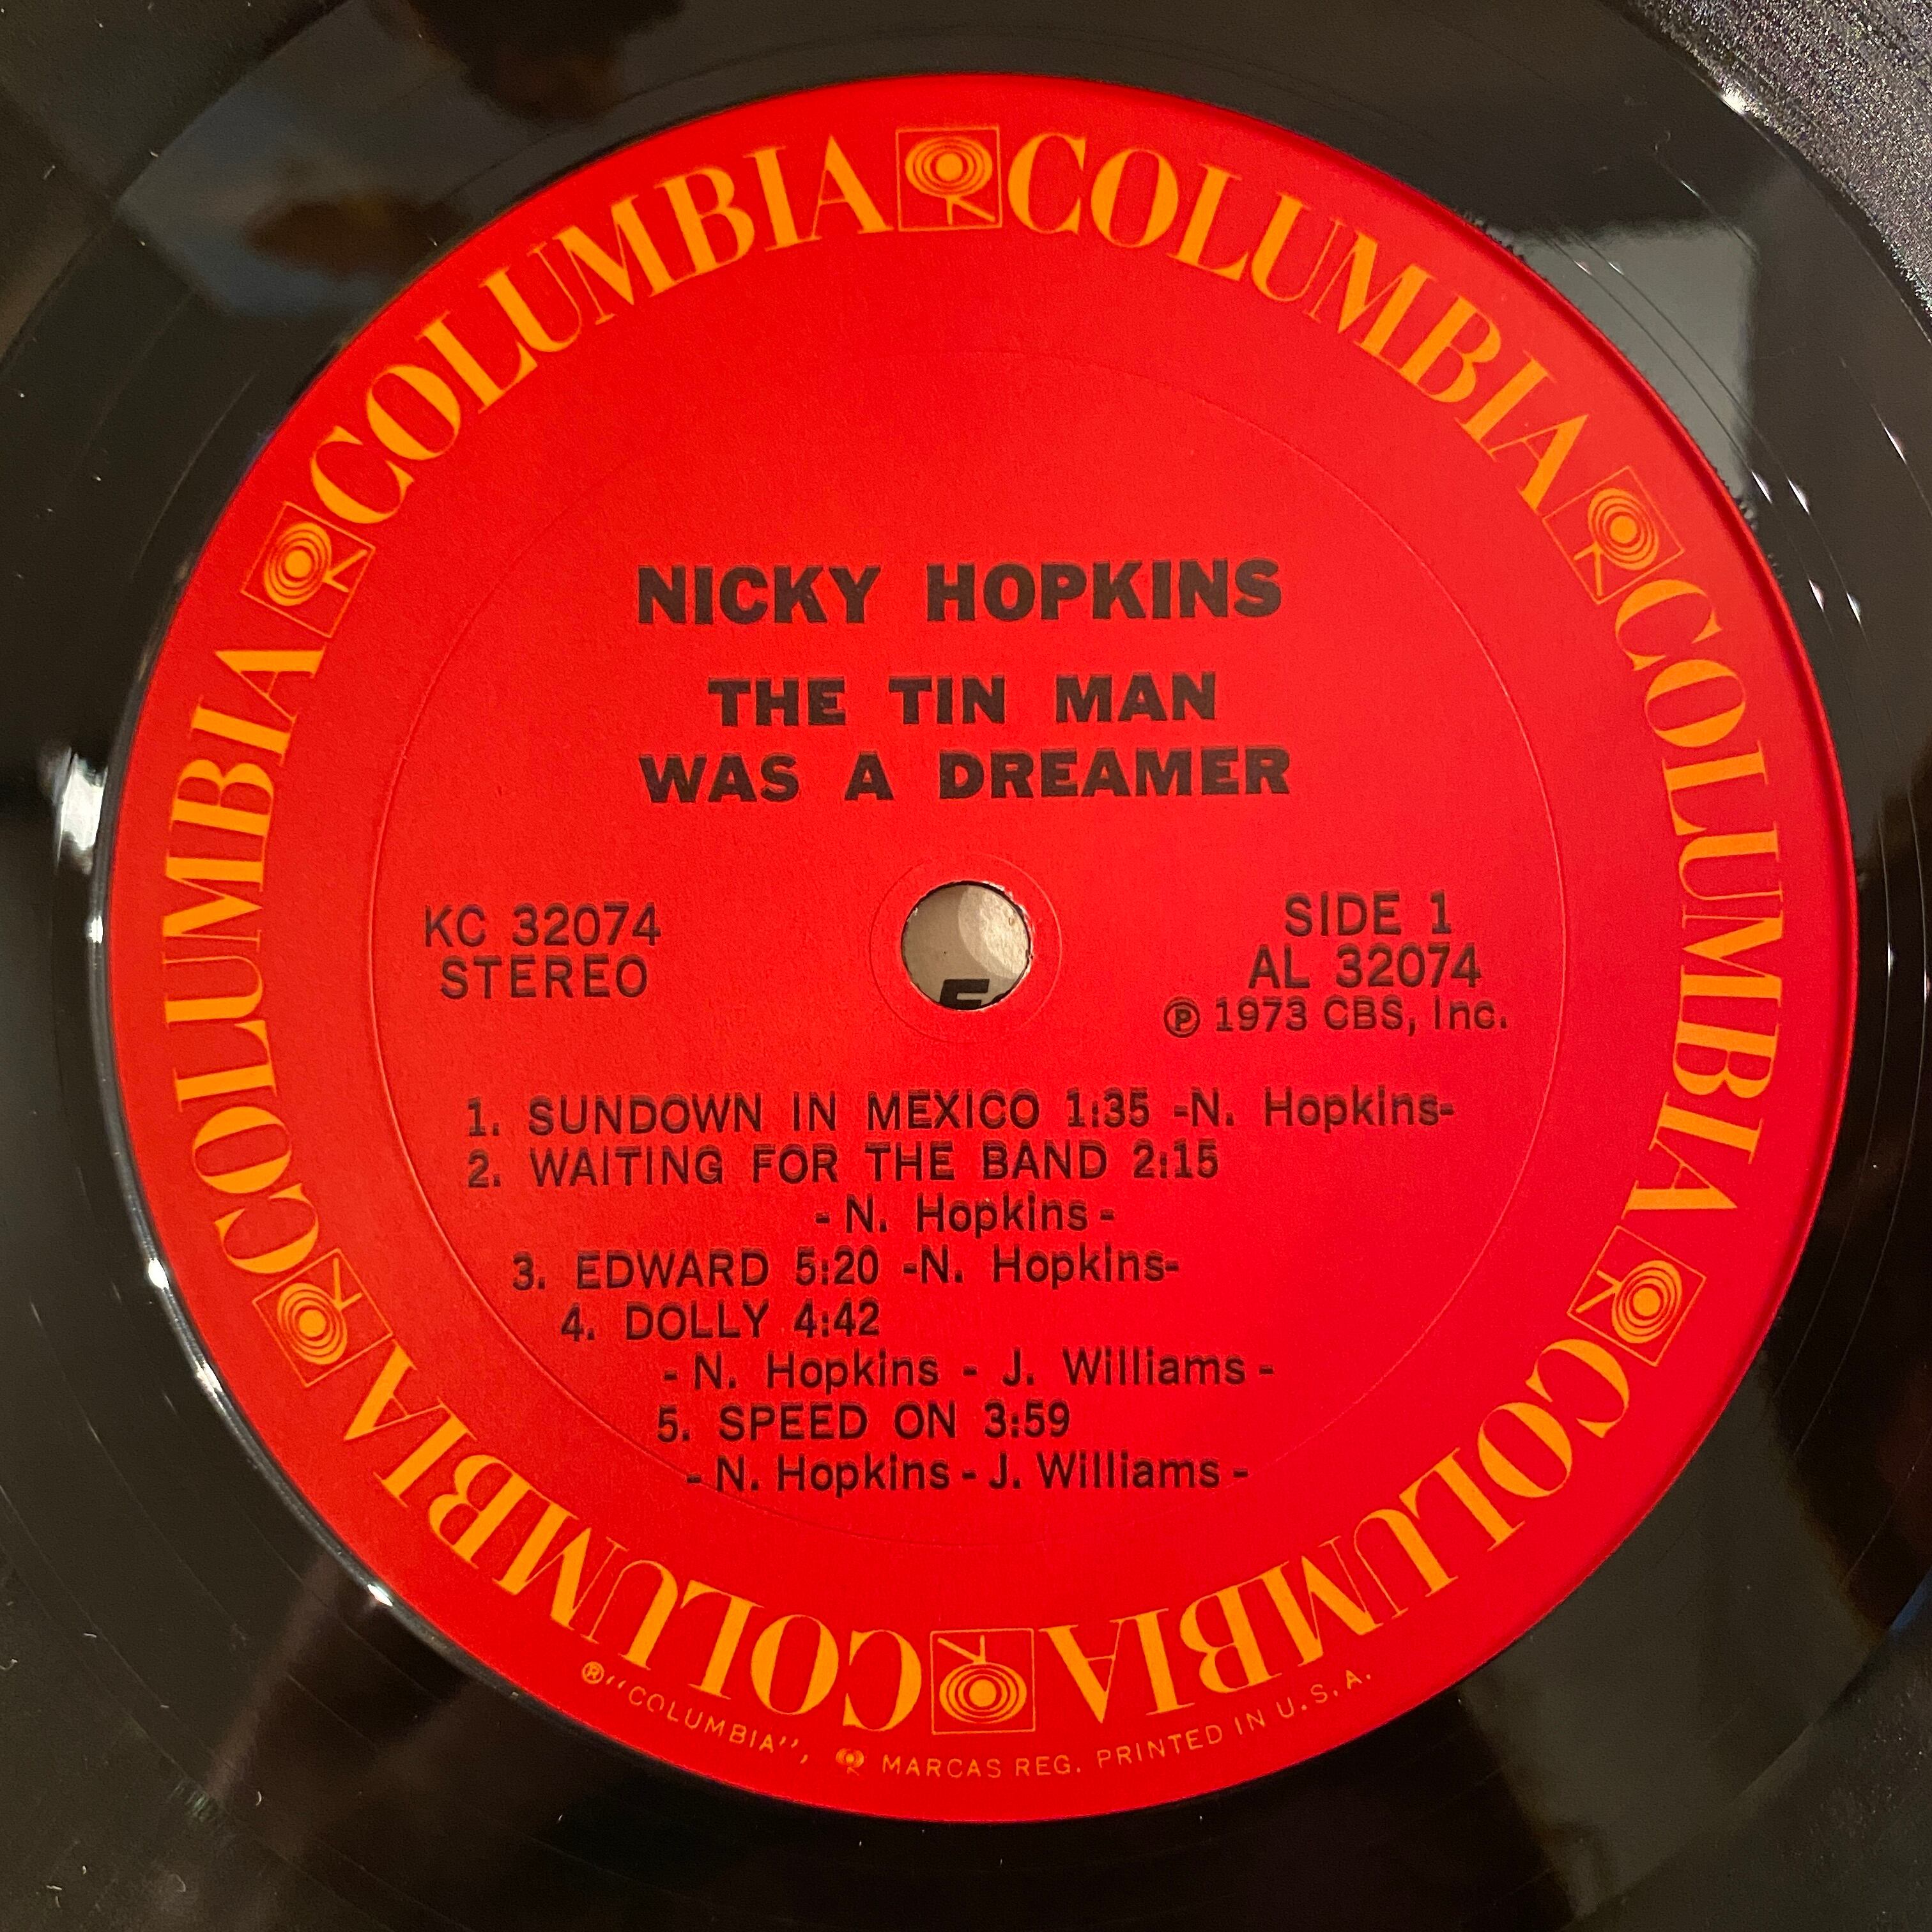 COLUMBIA COLUMBIA COLUMBIA COLUMBIA COLUMBIA COLUMBIA
NICKY HOPKINS
THE TIN MAN
WAS A DREAMER
KC 32074
STEREO
SIDE 1
AL 32074
Ⓟ 1973 CBS, Inc.
1. SUNDOWN IN MEXICO 1:35 -N. Hopkins-
2. WAITING FOR THE BAND 2:15
- N. Hopkins -
3. EDWARD 5:20 -N. Hopkins-
4. DOLLY 4:42
- N. Hopkins - J. Williams -
5. SPEED ON 3:59
- N. Hopkins - J. Williams -
® "COLUMBIA", MARCAS REG. PRINTED IN U.S.A.